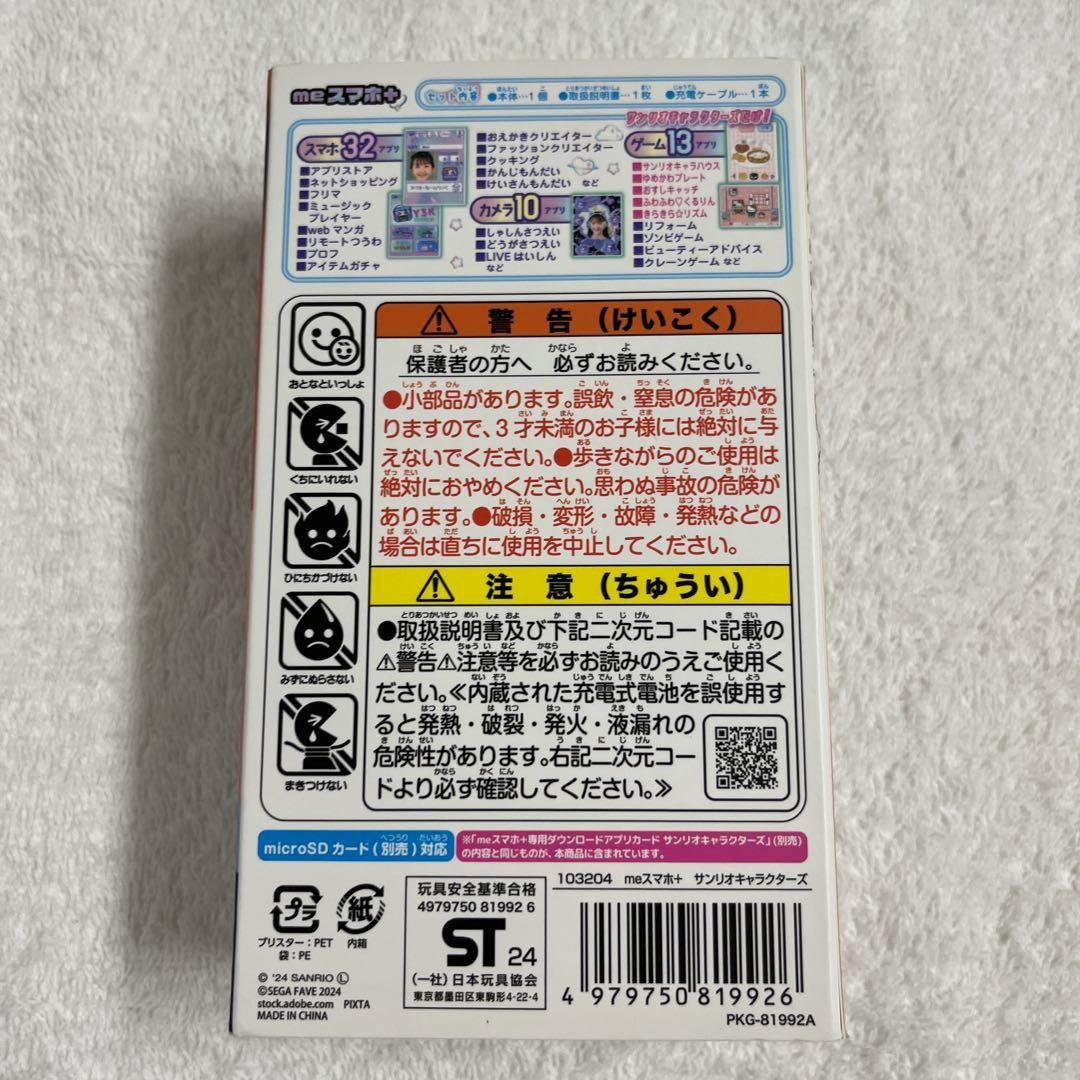 meスマホ+ セット内容 ●本体…1個 ●取扱説明書…1枚 ●充電ケーブル…1本
サンリオキャラクターズでは!
スマホ32アプリ
■アプリストア
■ネットショッピング
■フリマ
■ミュージック
プレイヤー
■webマンガ
■リモートつうわ
■プロフ
■アイテムガチャ
■おえかきクリエイター
■ファッションクリエイター
■クッキング
■かんじもんだい
■けいさんもんだい など
カメラ10アプリ
■しゃしんさつえい
■どうがさつえい
■LIVEはいしん
など
ゲーム13アプリ
■サンリオキャラハウス
■ゆめかわプレート
■おすしキャッチ
■ふわふわ♡くるりん
■きらきら☆リズム
■リフォーム
■ゾンビゲーム
■ビューティーアドバイス
■クレーンゲーム など
おとなといっしょ
くちにいれない
ひにちかづけない
みずにぬらさない
まきつけない
⚠ 警告(けいこく)
保護者の方へ 必ずお読みください。
●小部品があります。誤飲・窒息の危険があ
りますので、3才未満のお子様には絶対に与
えないでください。●歩きながらのご使用は
絶対におやめください。思わぬ事故の危険が
あります。●破損・変形・故障・発熱などの
場合は直ちに使用を中止してください。
⚠ 注意(ちゅうい)
●取扱説明書及び下記二次元コード記載の
⚠警告⚠注意等を必ずお読みのうえご使用く
ださい。≪内蔵された充電式電池を誤使用す
ると発熱・破裂・発火・液漏れの
危険性があります。右記二次元コー
ドより必ず確認してください。≫
microSDカード(別売)対応
※「meスマホ+専用ダウンロードアプリカード サンリオキャラクターズ」(別売)
の内容と同じものが、本商品に含まれています。
プラ
ブリスター:PET
袋:PE
紙
内箱
© '24 SANRIO Ⓛ
©SEGA FAVE 2024
stock.adobe.com PIXTA
MADE IN CHINA
玩具安全基準合格
4979750 81992 6
ST 24
(一社)日本玩具協会
東京都墨田区東駒形4-22-4
103204 meスマホ+ サンリオキャラクターズ
4 979750 819926
PKG-81992A